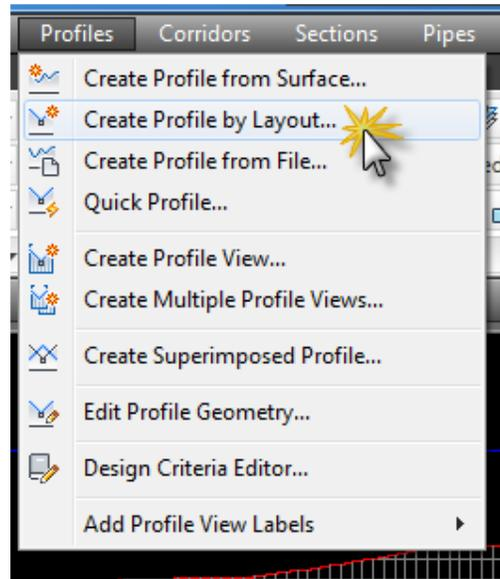 Profiles Corridors Sections Pipes
Create Profile from Surface...
Create Profile by Layout...
Create Profile from File...
Quick Profile...
Create Profile View...
Create Multiple Profile Views...
Create Superimposed Profile...
Edit Profile Geometry...
Design Criteria Editor...
Add Profile View Labels